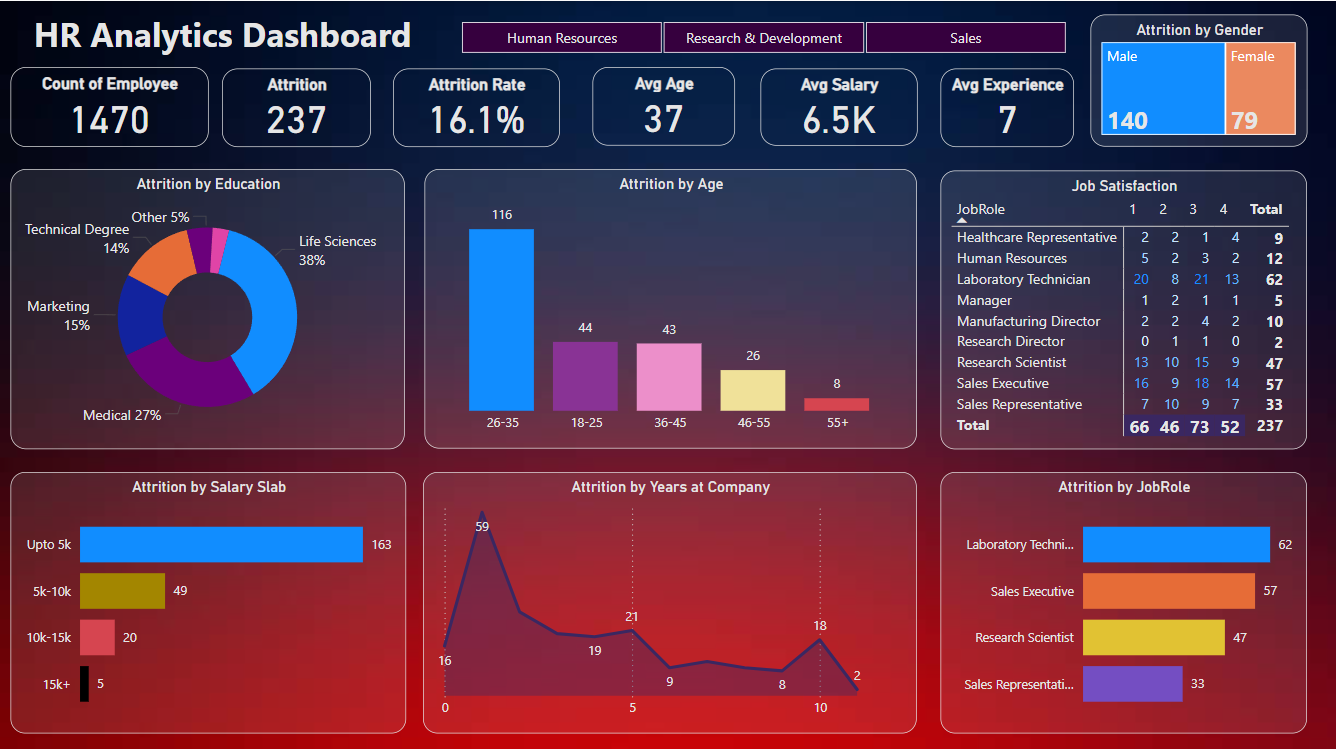 HR Analytics Dashboard
Human Resources
Research & Development
Sales
Attrition by Gender
Male
Female
140
79
Count of Employee
1470
Attrition
237
Attrition Rate
16.1%
Avg Age
37
Avg Salary
6.5K
Avg Experience
7
Attrition by Education
Other 5%
Technical Degree
14%
Life Sciences
38%
Marketing
15%
Medical 27%
Attrition by Age
116
44
43
26
8
26-35
18-25
36-45
46-55
55+
Job Satisfaction
JobRole 1 2 3 4 Total
Healthcare Representative 2 2 1 4 9
Human Resources 5 2 3 2 12
Laboratory Technician 20 8 21 13 62
Manager 1 2 1 1 5
Manufacturing Director 2 2 4 2 10
Research Director 0 1 1 0 2
Research Scientist 13 10 15 9 47
Sales Executive 16 9 18 14 57
Sales Representative 7 10 9 7 33
Total 66 46 73 52 237
Attrition by Salary Slab
Upto 5k 163
5k-10k 49
10k-15k 20
15k+ 5
Attrition by Years at Company
59
21
18
16
19
9
8
2
0
5
10
Attrition by JobRole
Laboratory Techni... 62
Sales Executive 57
Research Scientist 47
Sales Representati... 33